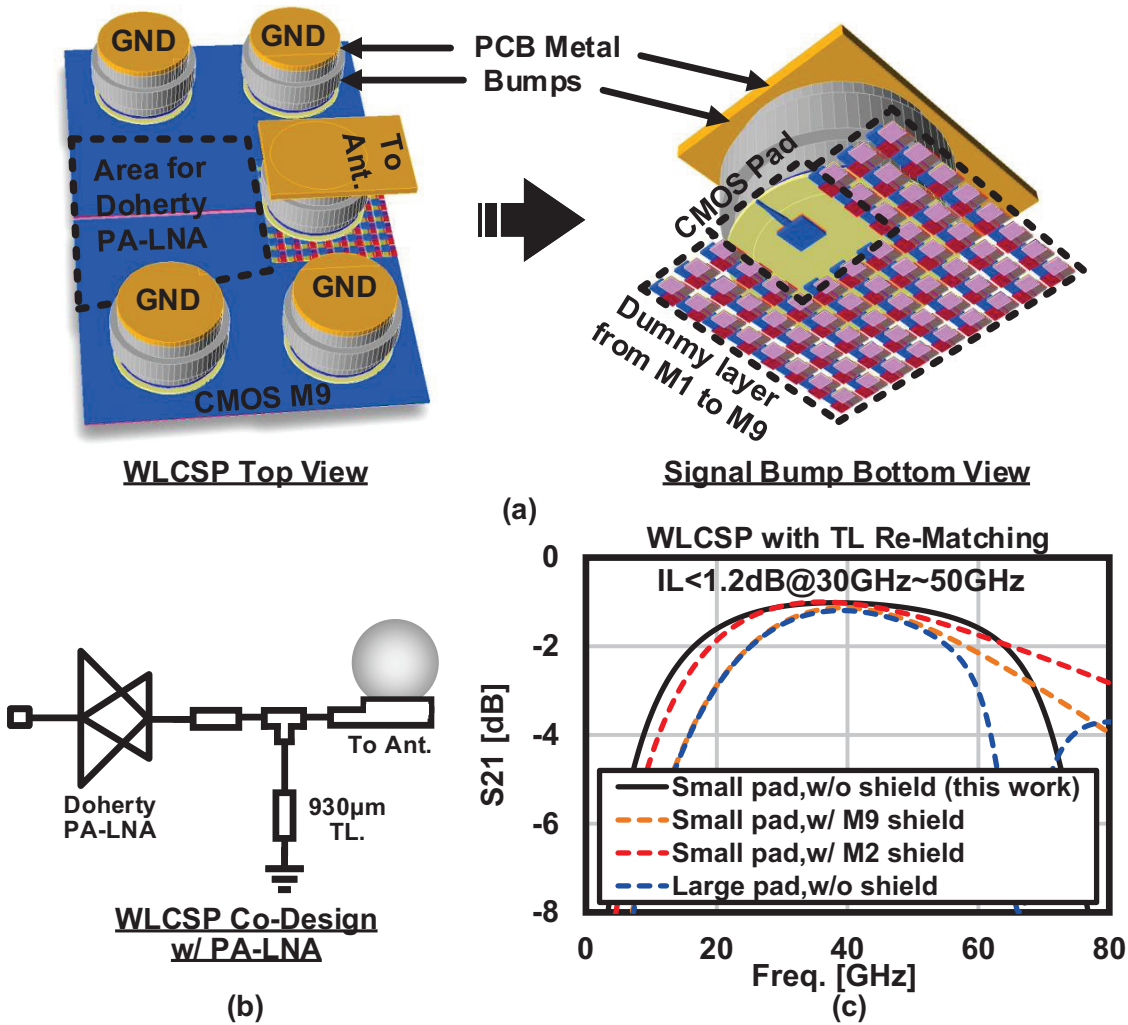 GND
GND
PCB Metal
Bumps
To
Ant.
Area for
Doherty
PA-LNA
GND
GND
CMOS M9
CMOS Pad
Dummy layer
from M1 to M9
WLCSP Top View
Signal Bump Bottom View
(a)
To Ant.
Doherty
PA-LNA
930μm
TL.
WLCSP Co-Design
w/ PA-LNA
(b)
WLCSP with TL Re-Matching
IL<1.2dB@30GHz~50GHz
S21 [dB]
0
-2
-4
-6
-8
Small pad,w/o shield (this work)
Small pad,w/ M9 shield
Small pad,w/ M2 shield
Large pad,w/o shield
0 20 40 60 80
Freq. [GHz]
(c)